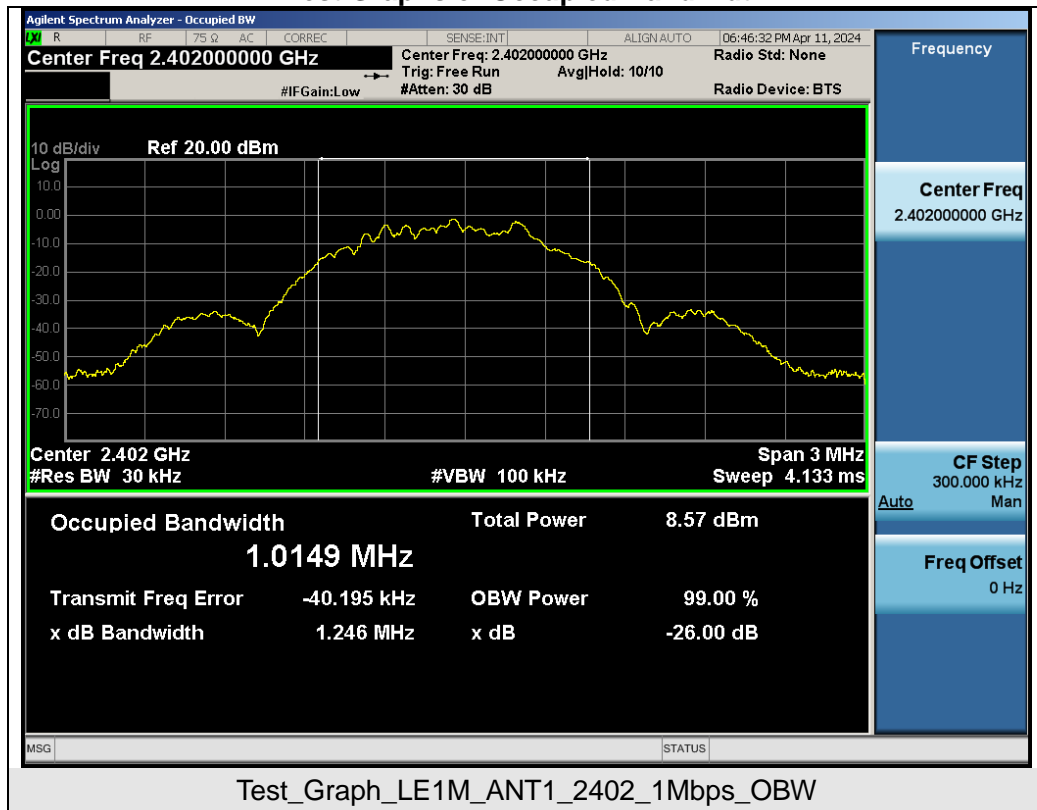 Agilent Spectrum Analyzer - Occupied BW
LXI R RF 75 Ω AC CORREC SENSE:INT ALIGN AUTO 06:46:32 PM Apr 11, 2024
Center Freq 2.402000000 GHz Center Freq: 2.402000000 GHz Radio Std: None
Trig: Free Run Avg|Hold: 10/10
#IFGain:Low #Atten: 30 dB Radio Device: BTS
10 dB/div Ref 20.00 dBm
Log
10.0
0.00
-10.0
-20.0
-30.0
-40.0
-50.0
-60.0
-70.0
Center 2.402 GHz Span 3 MHz
#Res BW 30 kHz #VBW 100 kHz Sweep 4.133 ms
Occupied Bandwidth Total Power 8.57 dBm
1.0149 MHz
Transmit Freq Error -40.195 kHz OBW Power 99.00 %
x dB Bandwidth 1.246 MHz x dB -26.00 dB
Frequency
Center Freq
2.402000000 GHz
CF Step
300.000 kHz
Auto Man
Freq Offset
0 Hz
MSG STATUS
Test_Graph_LE1M_ANT1_2402_1Mbps_OBW